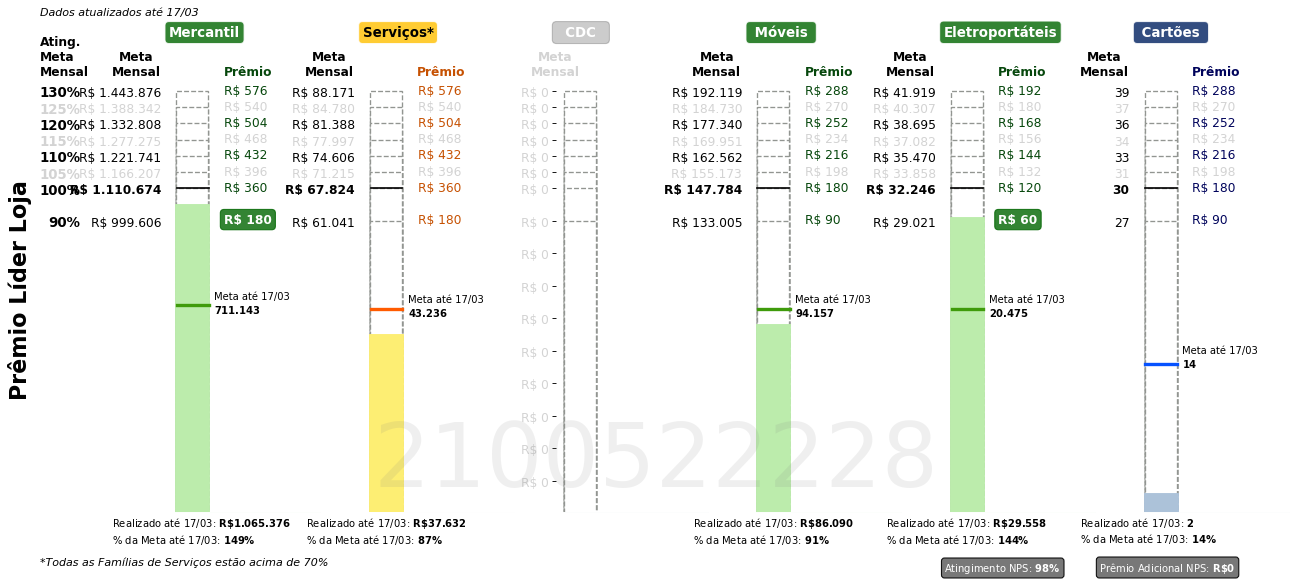 Dados atualizados até 17/03
Mercantil Serviços* CDC Móveis Eletroportáteis Cartões
Ating. Meta Mensal Meta Mensal Prêmio Meta Mensal Prêmio Meta Mensal Meta Mensal Prêmio Meta Mensal Prêmio Meta Mensal Prêmio
130% R$ 1.443.876 R$ 576 R$ 88.171 R$ 576 R$ 0 R$ 192.119 R$ 288 R$ 41.919 R$ 192 39 R$ 288
125% R$ 1.388.342 R$ 540 R$ 84.780 R$ 540 R$ 0 R$ 184.730 R$ 270 R$ 40.307 R$ 180 37 R$ 270
120% R$ 1.332.808 R$ 504 R$ 81.388 R$ 504 R$ 0 R$ 177.340 R$ 252 R$ 38.695 R$ 168 36 R$ 252
115% R$ 1.277.275 R$ 468 R$ 77.997 R$ 468 R$ 0 R$ 169.951 R$ 234 R$ 37.082 R$ 156 34 R$ 234
110% R$ 1.221.741 R$ 432 R$ 74.606 R$ 432 R$ 0 R$ 162.562 R$ 216 R$ 35.470 R$ 144 33 R$ 216
105% R$ 1.166.207 R$ 396 R$ 71.215 R$ 396 R$ 0 R$ 155.173 R$ 198 R$ 33.858 R$ 132 31 R$ 198
100% R$ 1.110.674 R$ 360 R$ 67.824 R$ 360 R$ 0 R$ 147.784 R$ 180 R$ 32.246 R$ 120 30 R$ 180
90% R$ 999.606 R$ 180 R$ 61.041 R$ 180 R$ 0 R$ 133.005 R$ 90 R$ 29.021 R$ 60 27 R$ 90
R$ 0
R$ 0
Meta até 17/03 Meta até 17/03 Meta até 17/03 Meta até 17/03
711.143 43.236 94.157 20.475
R$ 0
R$ 0
Meta até 17/03
14
R$ 0
R$ 0
R$ 0
R$ 0
Prêmio Líder Loja
2100522228
Realizado até 17/03: R$1.065.376 Realizado até 17/03: R$37.632 Realizado até 17/03: R$86.090 Realizado até 17/03: R$29.558 Realizado até 17/03: 2
% da Meta até 17/03: 149% % da Meta até 17/03: 87% % da Meta até 17/03: 91% % da Meta até 17/03: 144% % da Meta até 17/03: 14%
*Todas as Famílias de Serviços estão acima de 70% Atingimento NPS: 98% Prêmio Adicional NPS: R$0